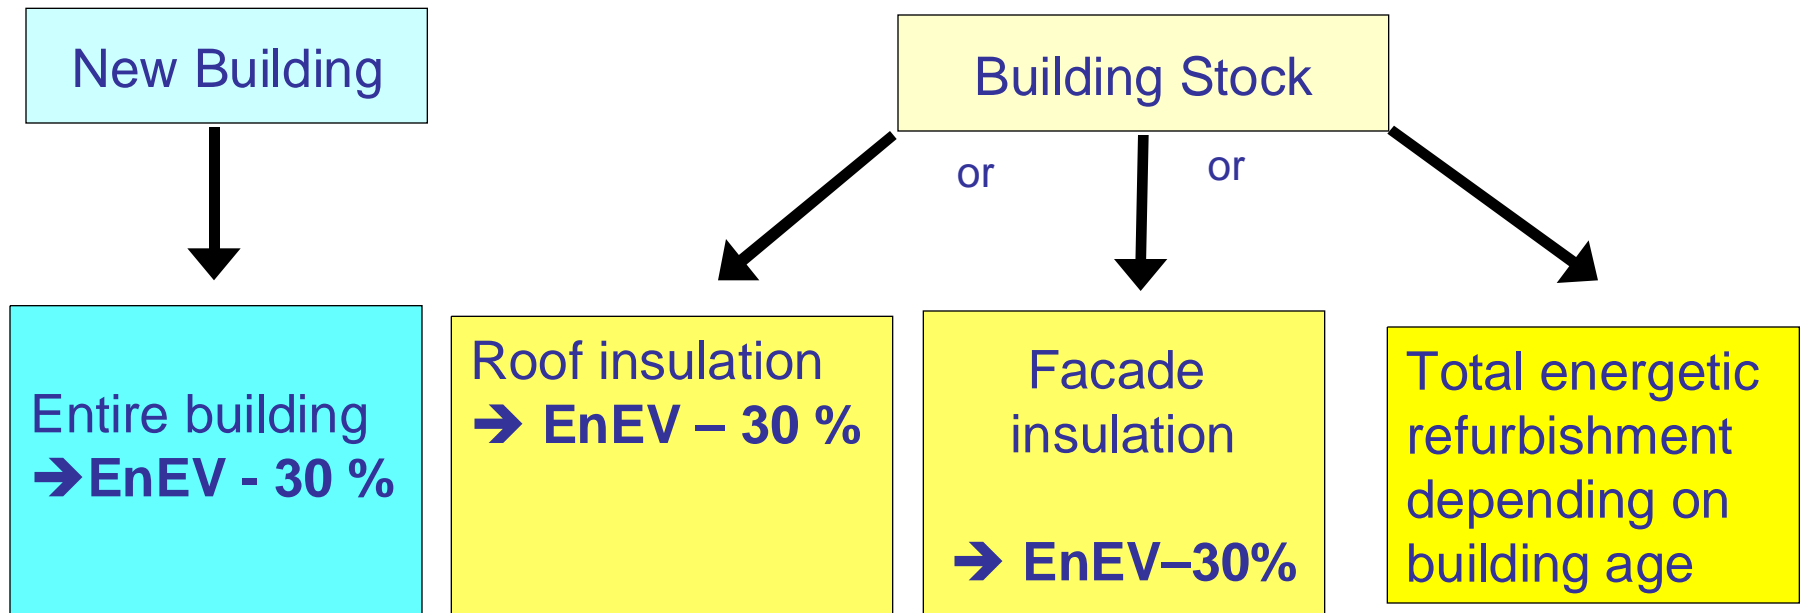 New Building
Building Stock
or
or
Entire building
➔EnEV - 30 %
Roof insulation
➔ EnEV – 30 %
Facade
insulation
➔ EnEV–30%
Total energetic
refurbishment
depending on
building age